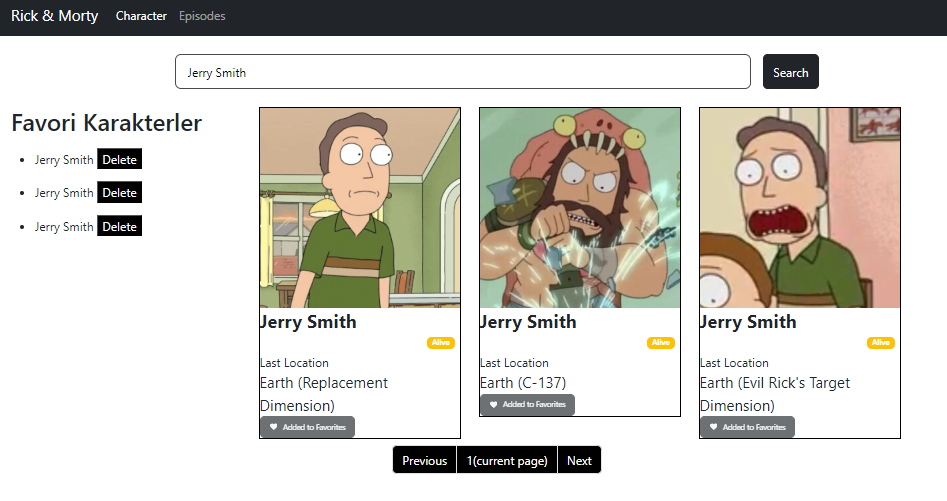 Rick & Morty Character Episodes
Jerry Smith Search
Favori Karakterler
Jerry Smith Delete
Jerry Smith Delete
Jerry Smith Delete
Jerry Smith
Alive
Last Location
Earth (Replacement
Dimension)
Added to Favorites
Jerry Smith
Alive
Last Location
Earth (C-137)
Added to Favorites
Jerry Smith
Alive
Last Location
Earth (Evil Rick's Target
Dimension)
Added to Favorites
Previous 1(current page) Next